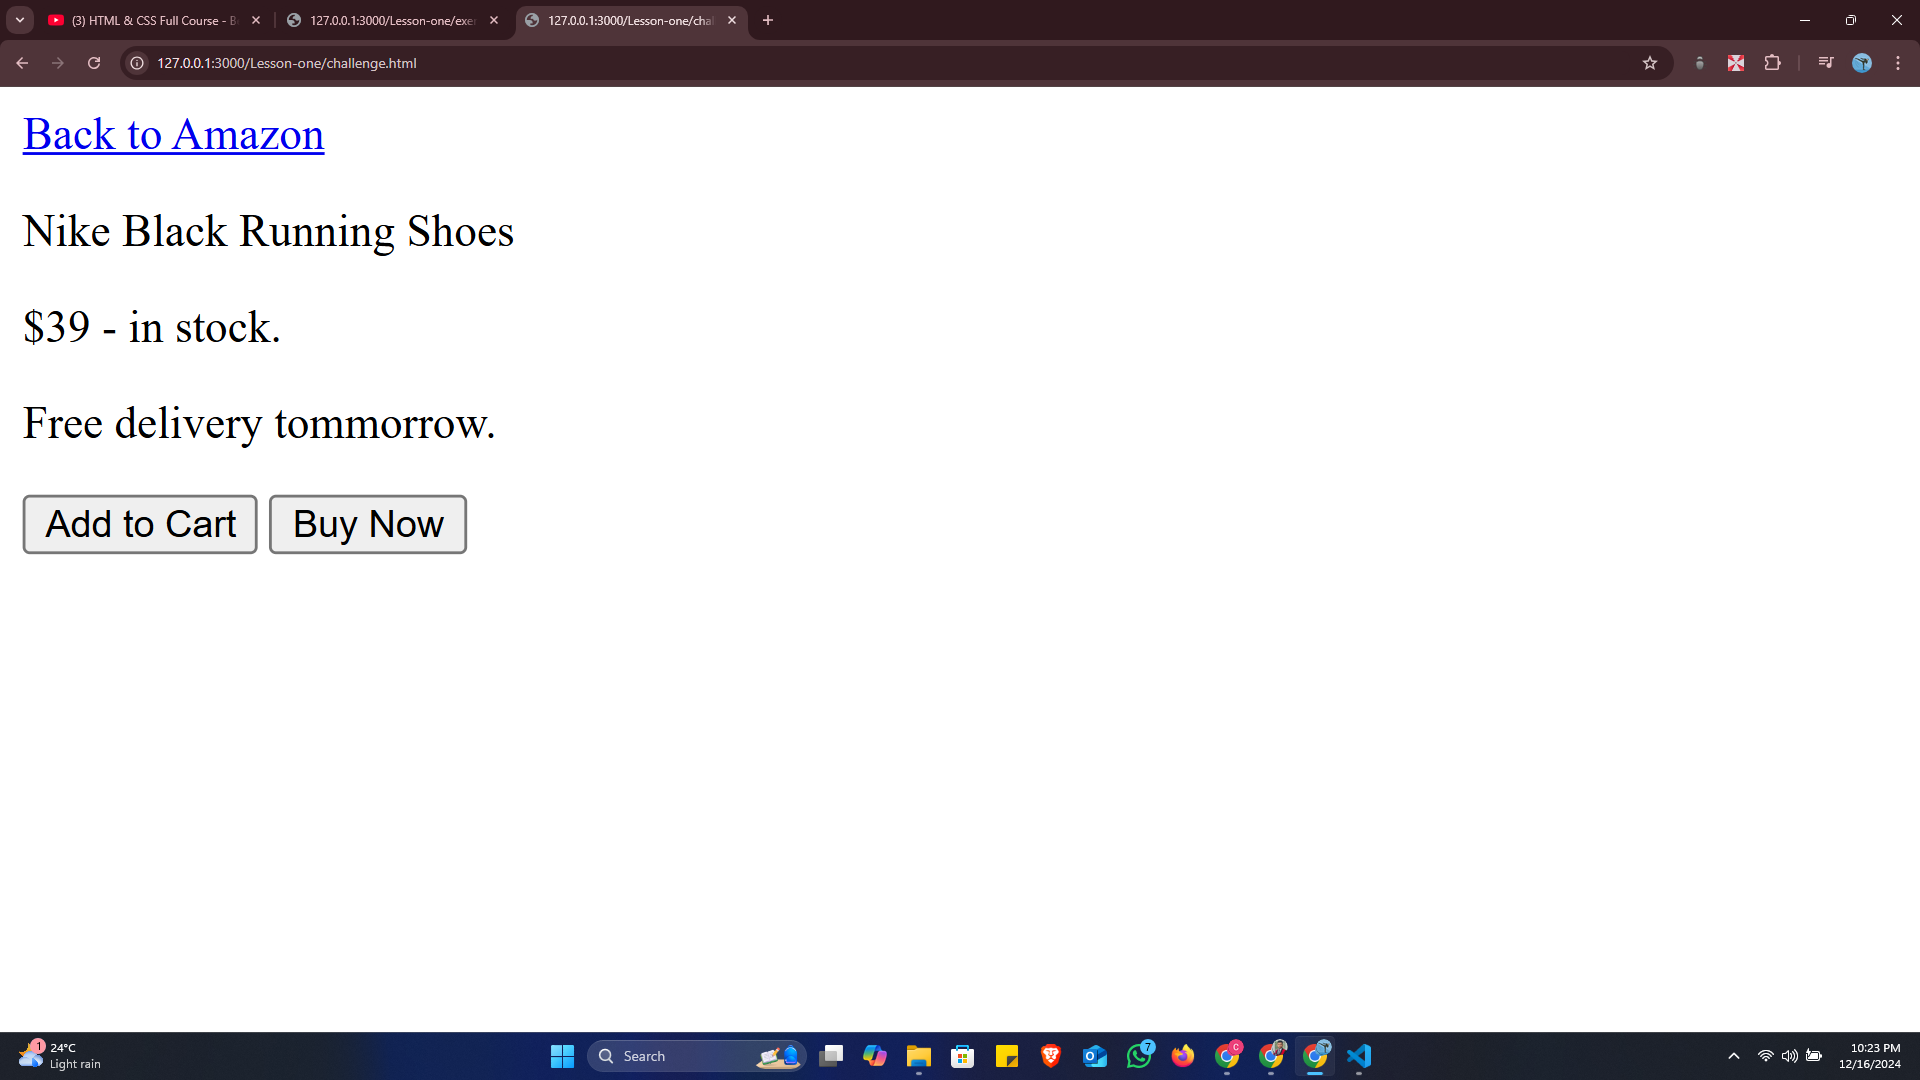 (3) HTML & CSS Full Course - B
127.0.0.1:3000/Lesson-one/exer
127.0.0.1:3000/Lesson-one/chal
127.0.0.1:3000/Lesson-one/challenge.html
Back to Amazon
Nike Black Running Shoes
$39 - in stock.
Free delivery tommorrow.
Add to Cart
Buy Now
1
24°C
Light rain
Search
7
C
10:23 PM
12/16/2024